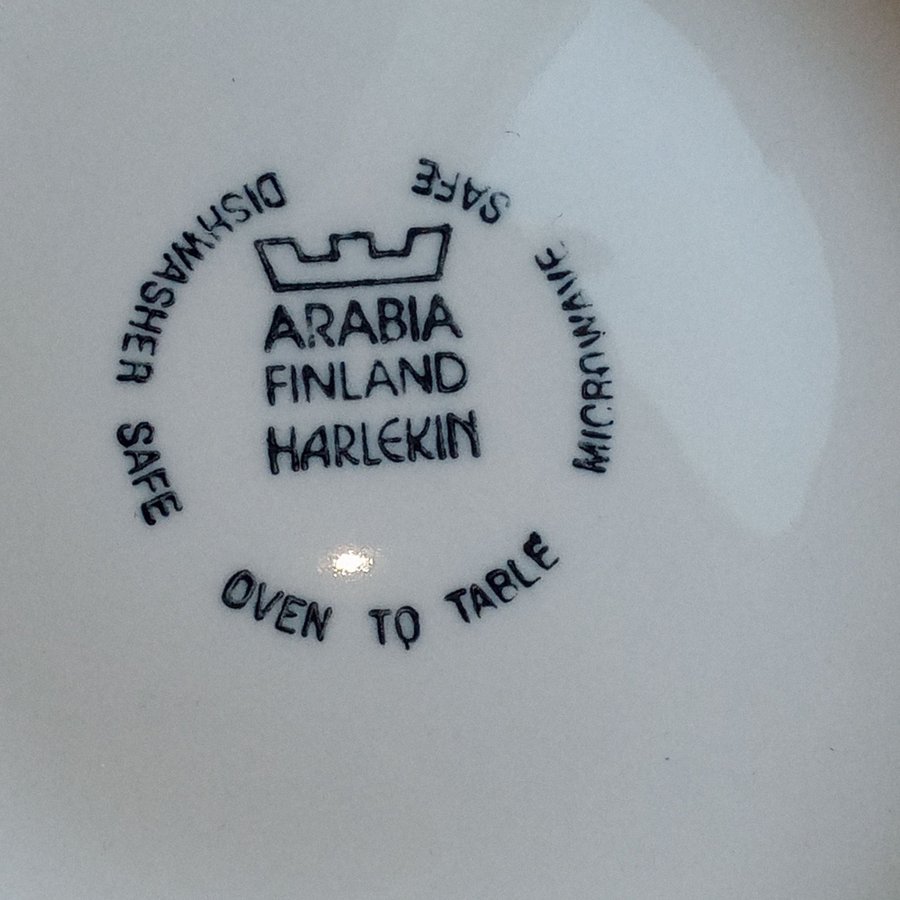 ARABIA
FINLAND
HARLEKIN
DISHWASHER SAFE
OVEN TO TABLE
MICROWAVE SAFE